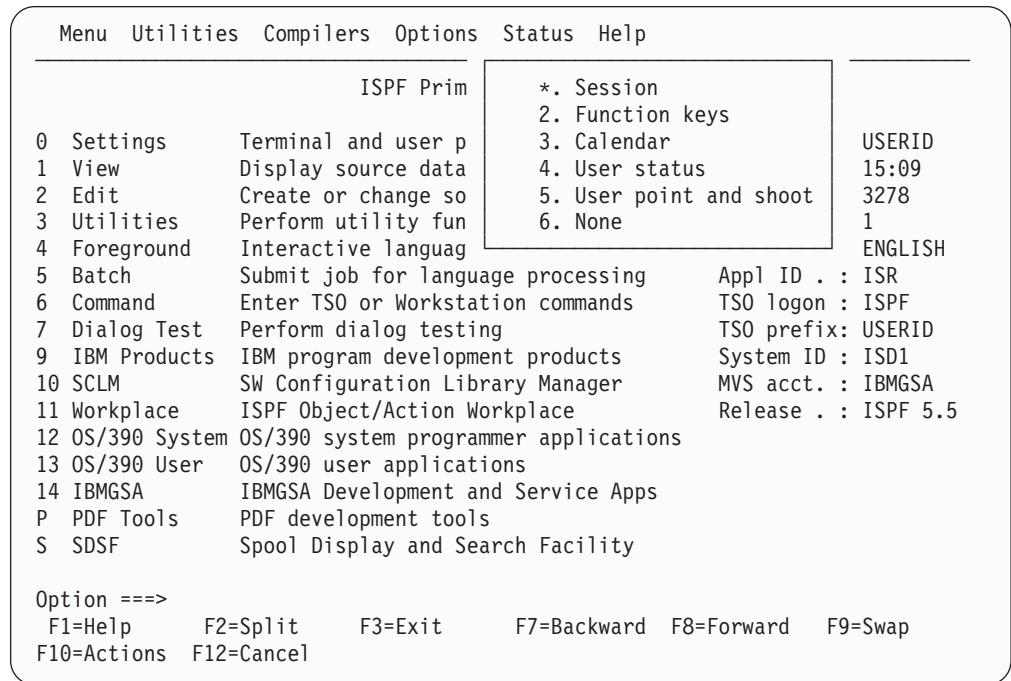 Menu Utilities Compilers Options Status Help
ISPF Prim *. Session
2. Function keys
0 Settings Terminal and user p 3. Calendar USERID
1 View Display source data 4. User status 15:09
2 Edit Create or change so 5. User point and shoot 3278
3 Utilities Perform utility fun 6. None 1
4 Foreground Interactive languag ENGLISH
5 Batch Submit job for language processing Appl ID . : ISR
6 Command Enter TSO or Workstation commands TSO logon : ISPF
7 Dialog Test Perform dialog testing TSO prefix: USERID
9 IBM Products IBM program development products System ID : ISD1
10 SCLM SW Configuration Library Manager MVS acct. : IBMGSA
11 Workplace ISPF Object/Action Workplace Release . : ISPF 5.5
12 OS/390 System OS/390 system programmer applications
13 OS/390 User OS/390 user applications
14 IBMGSA IBMGSA Development and Service Apps
P PDF Tools PDF development tools
S SDSF Spool Display and Search Facility
Option ===>
F1=Help F2=Split F3=Exit F7=Backward F8=Forward F9=Swap
F10=Actions F12=Cancel